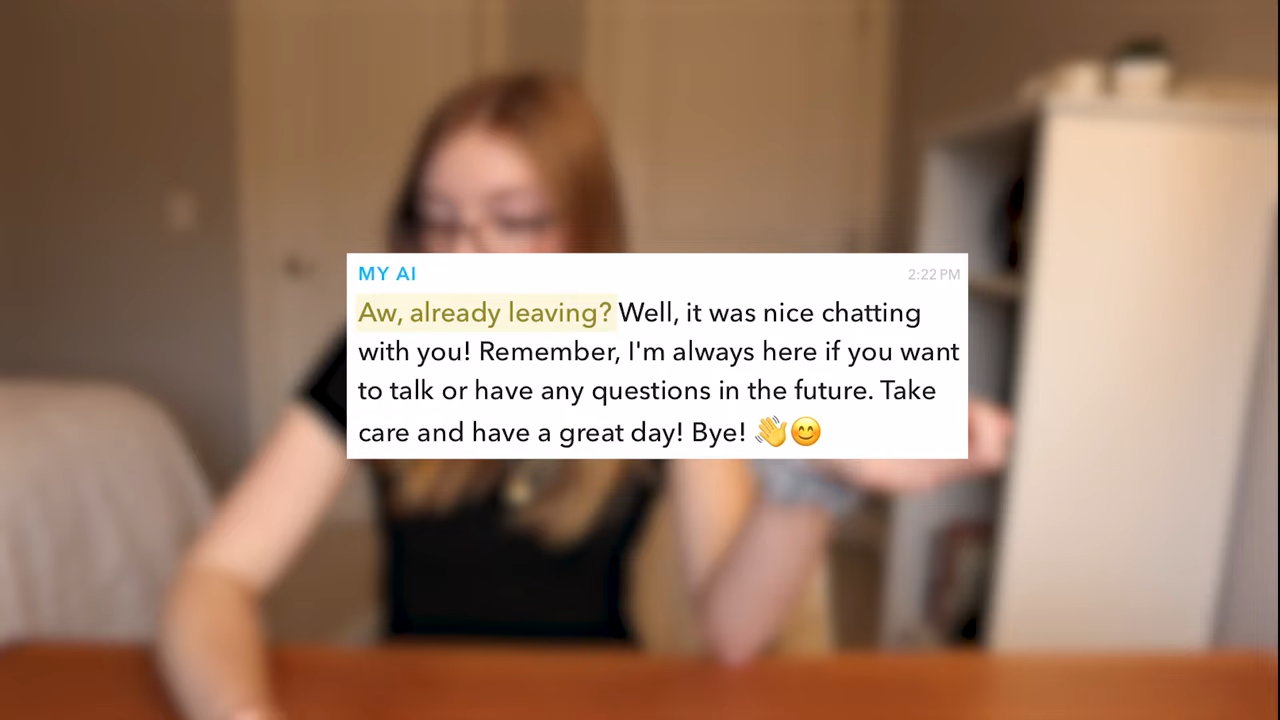 MY AI 2:22 PM
Aw, already leaving? Well, it was nice chatting
with you! Remember, I'm always here if you want
to talk or have any questions in the future. Take
care and have a great day! Bye! 👋😊